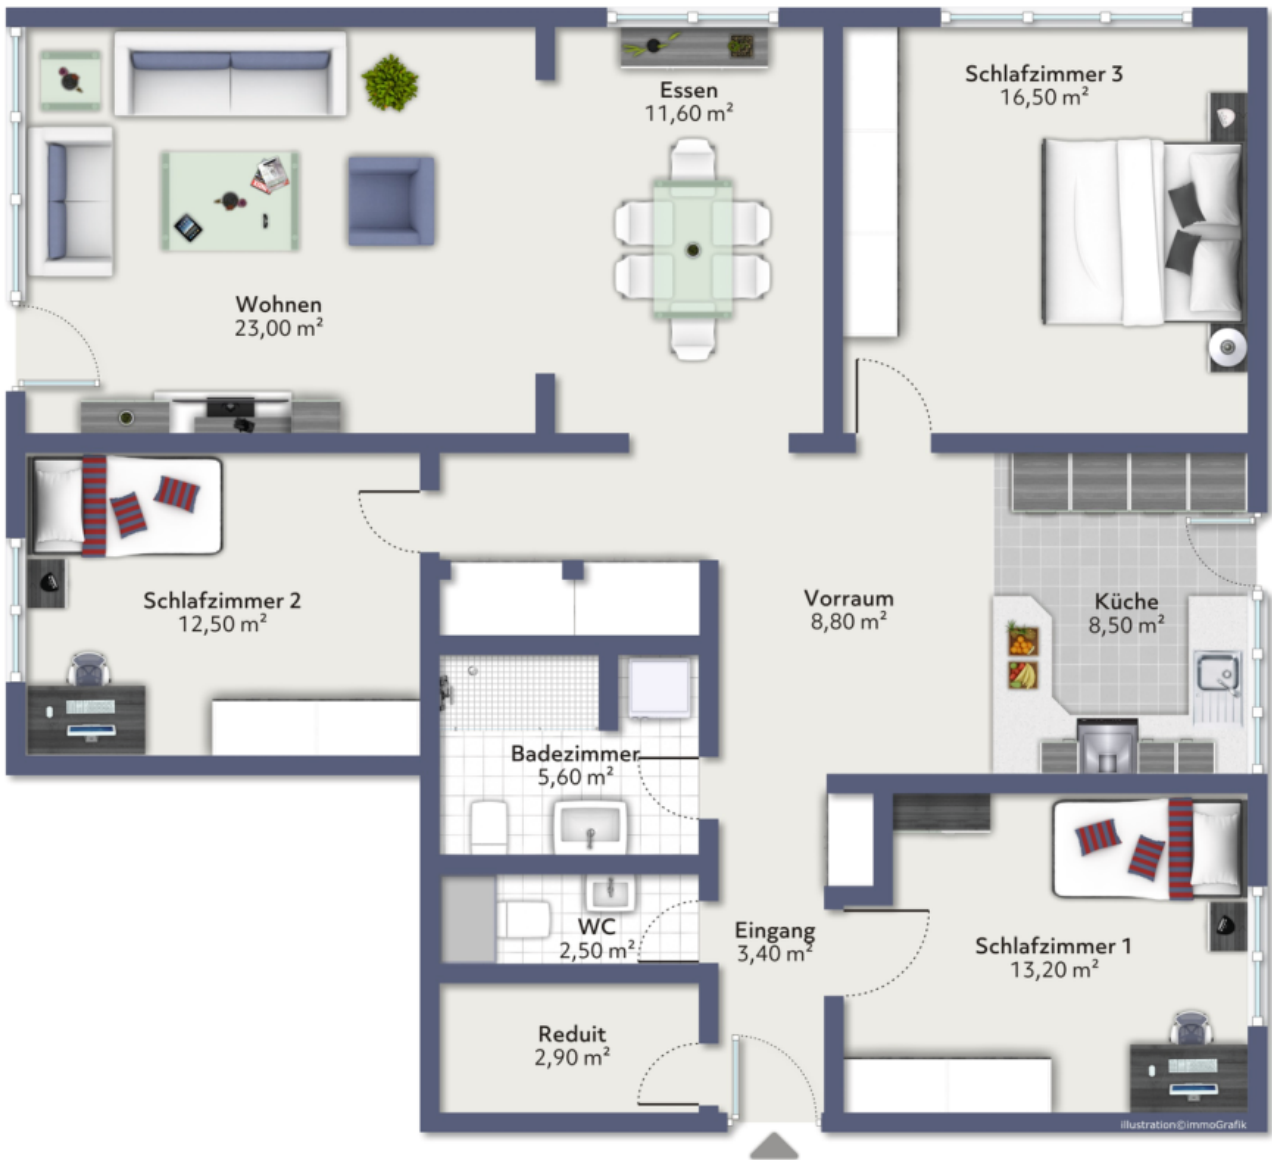 Essen
11,60 m²
Schlafzimmer 3
16,50 m²
Wohnen
23,00 m²
Schlafzimmer 2
12,50 m²
Vorraum
8,80 m²
Küche
8,50 m²
Badezimmer
5,60 m²
WC
2,50 m²
Eingang
3,40 m²
Schlafzimmer 1
13,20 m²
Reduit
2,90 m²
illustration©immoGrafik